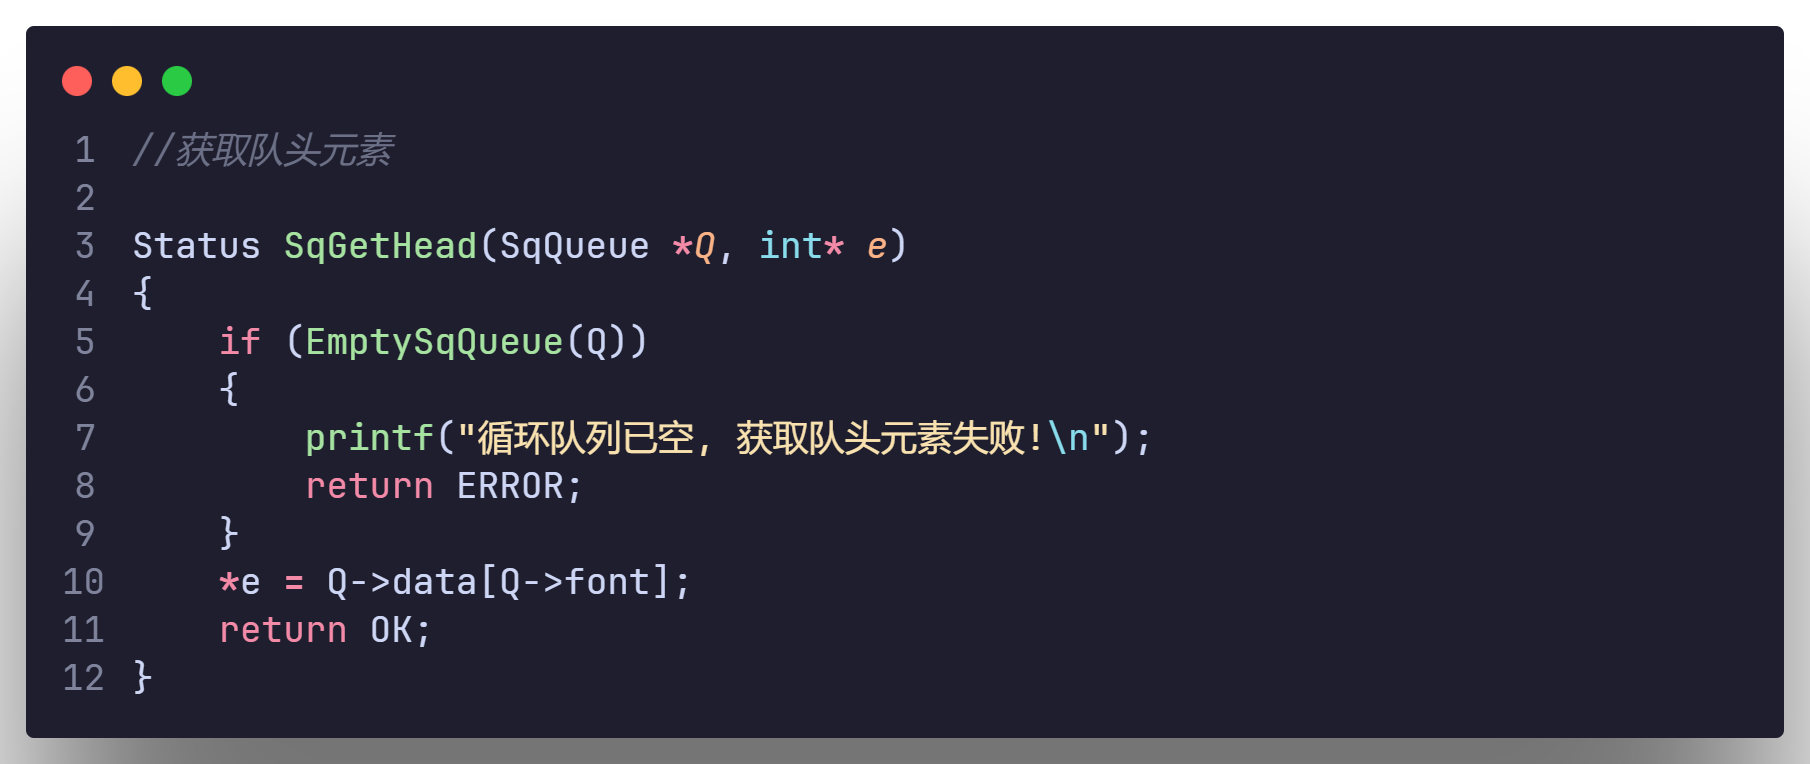 1 //获取队头元素
2
3 Status SqGetHead(SqQueue *Q, int* e)
4 {
5     if (EmptySqQueue(Q))
6     {
7         printf("循环队列已空, 获取队头元素失败!\n");
8         return ERROR;
9     }
10     *e = Q->data[Q->font];
11     return OK;
12 }